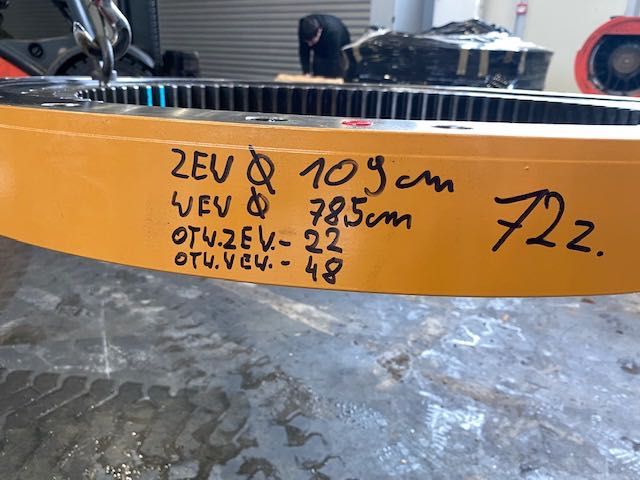 ZEW Ø 109cm
WEW Ø 78,5cm
OTW.ZEW.- 22
OTW.WEW.- 48
72z.